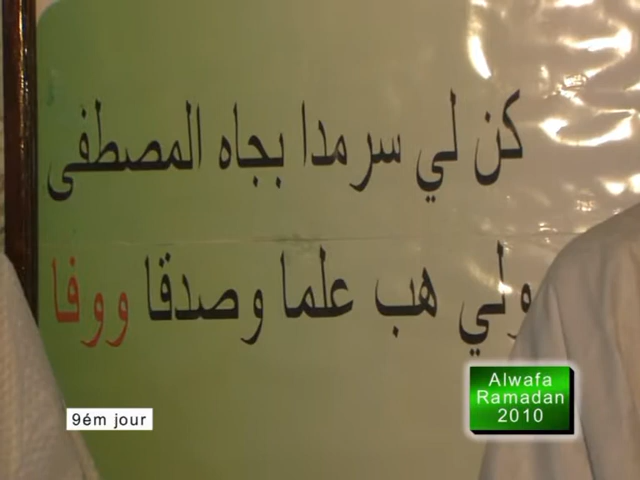 كن لي سرمدا بجاه المصطفى
ولي هب علما وصدقا ووفا
Alwafa
Ramadan
2010
9ém jour